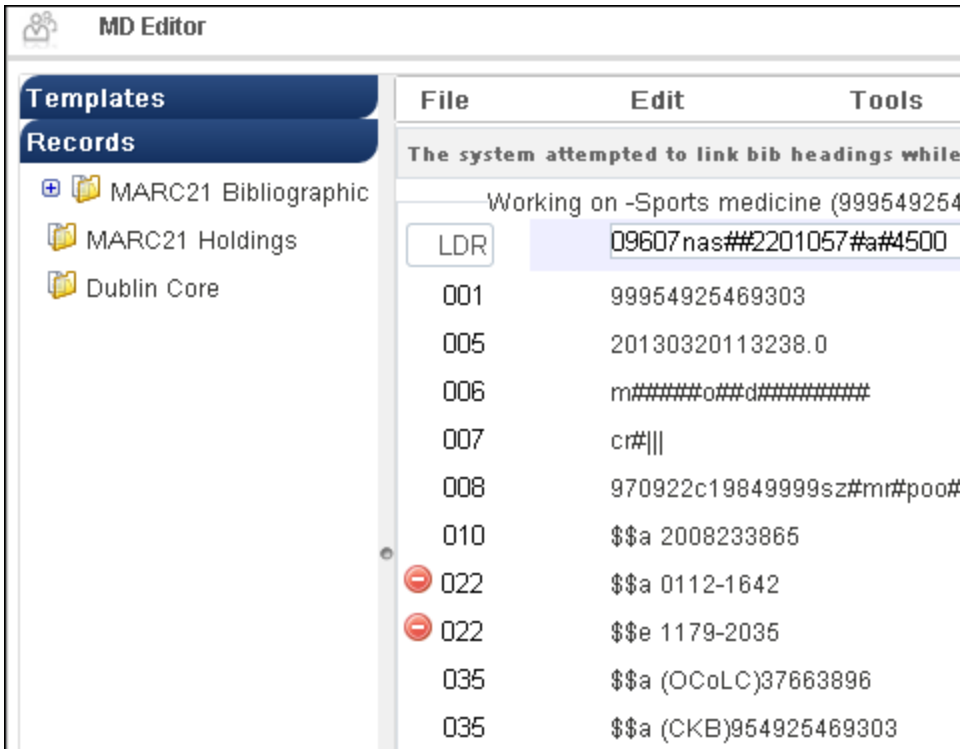 MD Editor
Templates
Records
MARC21 Bibliographic
MARC21 Holdings
Dublin Core
File Edit Tools
The system attempted to link bib headings while
Working on -Sports medicine (999549254
LDR 09607nas##2201057#a#4500
001 99954925469303
005 20130320113238.0
006 m#####o##d########
007 cr#|||
008 970922c19849999sz#mr#poo#
010 $$a 2008233865
022 $$a 0112-1642
022 $$e 1179-2035
035 $$a (OCoLC)37663896
035 $$a (CKB)954925469303